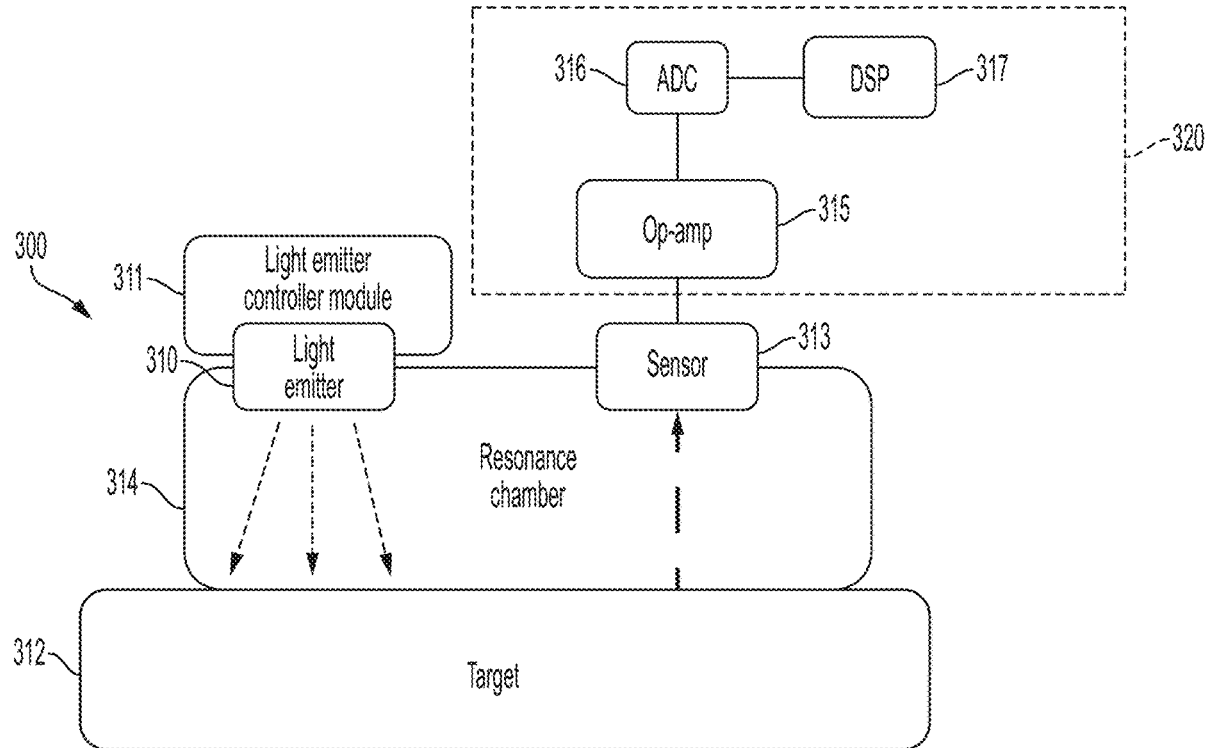 316
ADC
DSP
317
320
Op-amp
315
300
311
Light emitter
controller module
310
Light
emitter
Sensor
313
314
Resonance
chamber
312
Target